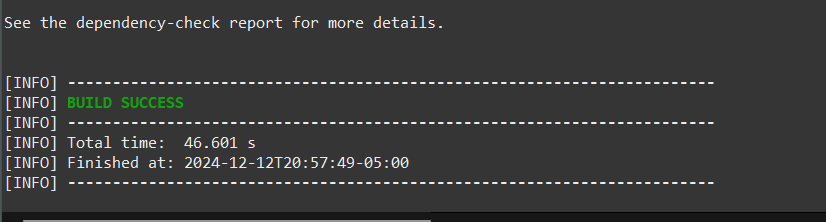 See the dependency-check report for more details.
[INFO] ------------------------------------------------------------------------
[INFO] BUILD SUCCESS
[INFO] ------------------------------------------------------------------------
[INFO] Total time:  46.601 s
[INFO] Finished at: 2024-12-12T20:57:49-05:00
[INFO] ------------------------------------------------------------------------